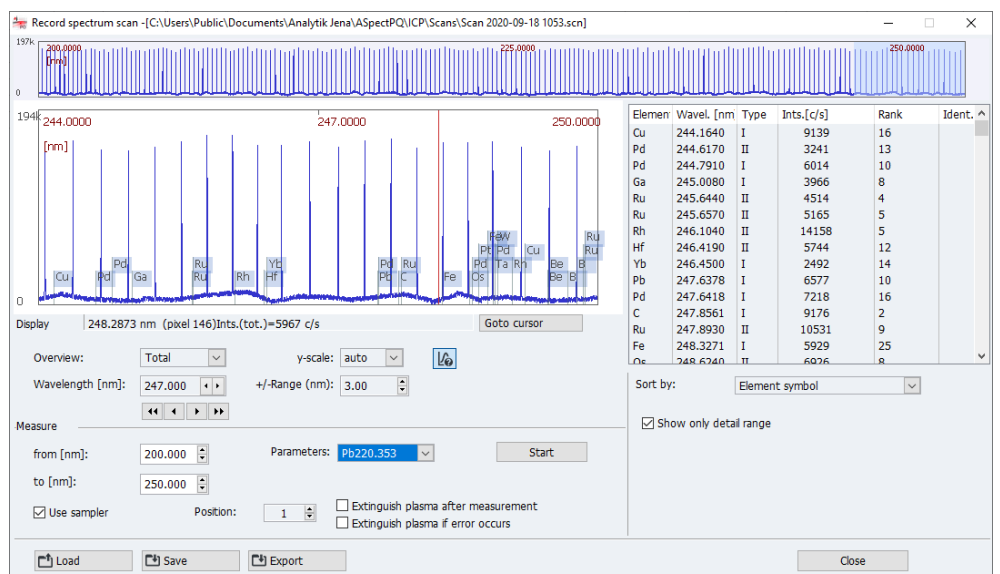 Record spectrum scan -[C:\Users\Public\Documents\Analytik Jena\ASpectPQ\ICP\Scans\Scan 2020-09-18 1053.scn]
197k
200.0000
225.0000
250.0000
[nm]
0
194k
244.0000
247.0000
250.0000
[nm]
Ru
Pt Pd Cu Ru
Pd Ru Yb Pd Ru Pd Ta Rh Be B
Cu Pd Ga Ru Rh Hf Pb C Fe Os Be B
0
Elemen Wavel. [nm Type Ints.[c/s] Rank Ident.
Cu 244.1640 I 9139 16
Pd 244.6170 II 3241 13
Pd 244.7910 I 6014 10
Ga 245.0080 I 3966 8
Ru 245.6440 II 4514 4
Ru 245.6570 II 5165 5
Rh 246.1040 II 14158 5
Hf 246.4190 II 5744 12
Yb 246.4500 I 2492 14
Pb 247.6378 I 6577 10
Pd 247.6418 I 7218 16
C 247.8561 I 9176 2
Ru 247.8930 II 10531 9
Fe 248.3271 I 5929 25
Os 248.6240 II 6926 8
Display 248.2873 nm (pixel 146)Ints.(tot.)=5967 c/s Goto cursor
Overview: Total y-scale: auto
Wavelength [nm]: 247.000 +/-Range (nm): 3.00
Sort by: Element symbol
Show only detail range
Measure
from [nm]: 200.000 Parameters: Pb220.353 Start
to [nm]: 250.000
Use sampler Position: 1 Extinguish plasma after measurement
Extinguish plasma if error occurs
Load Save Export Close